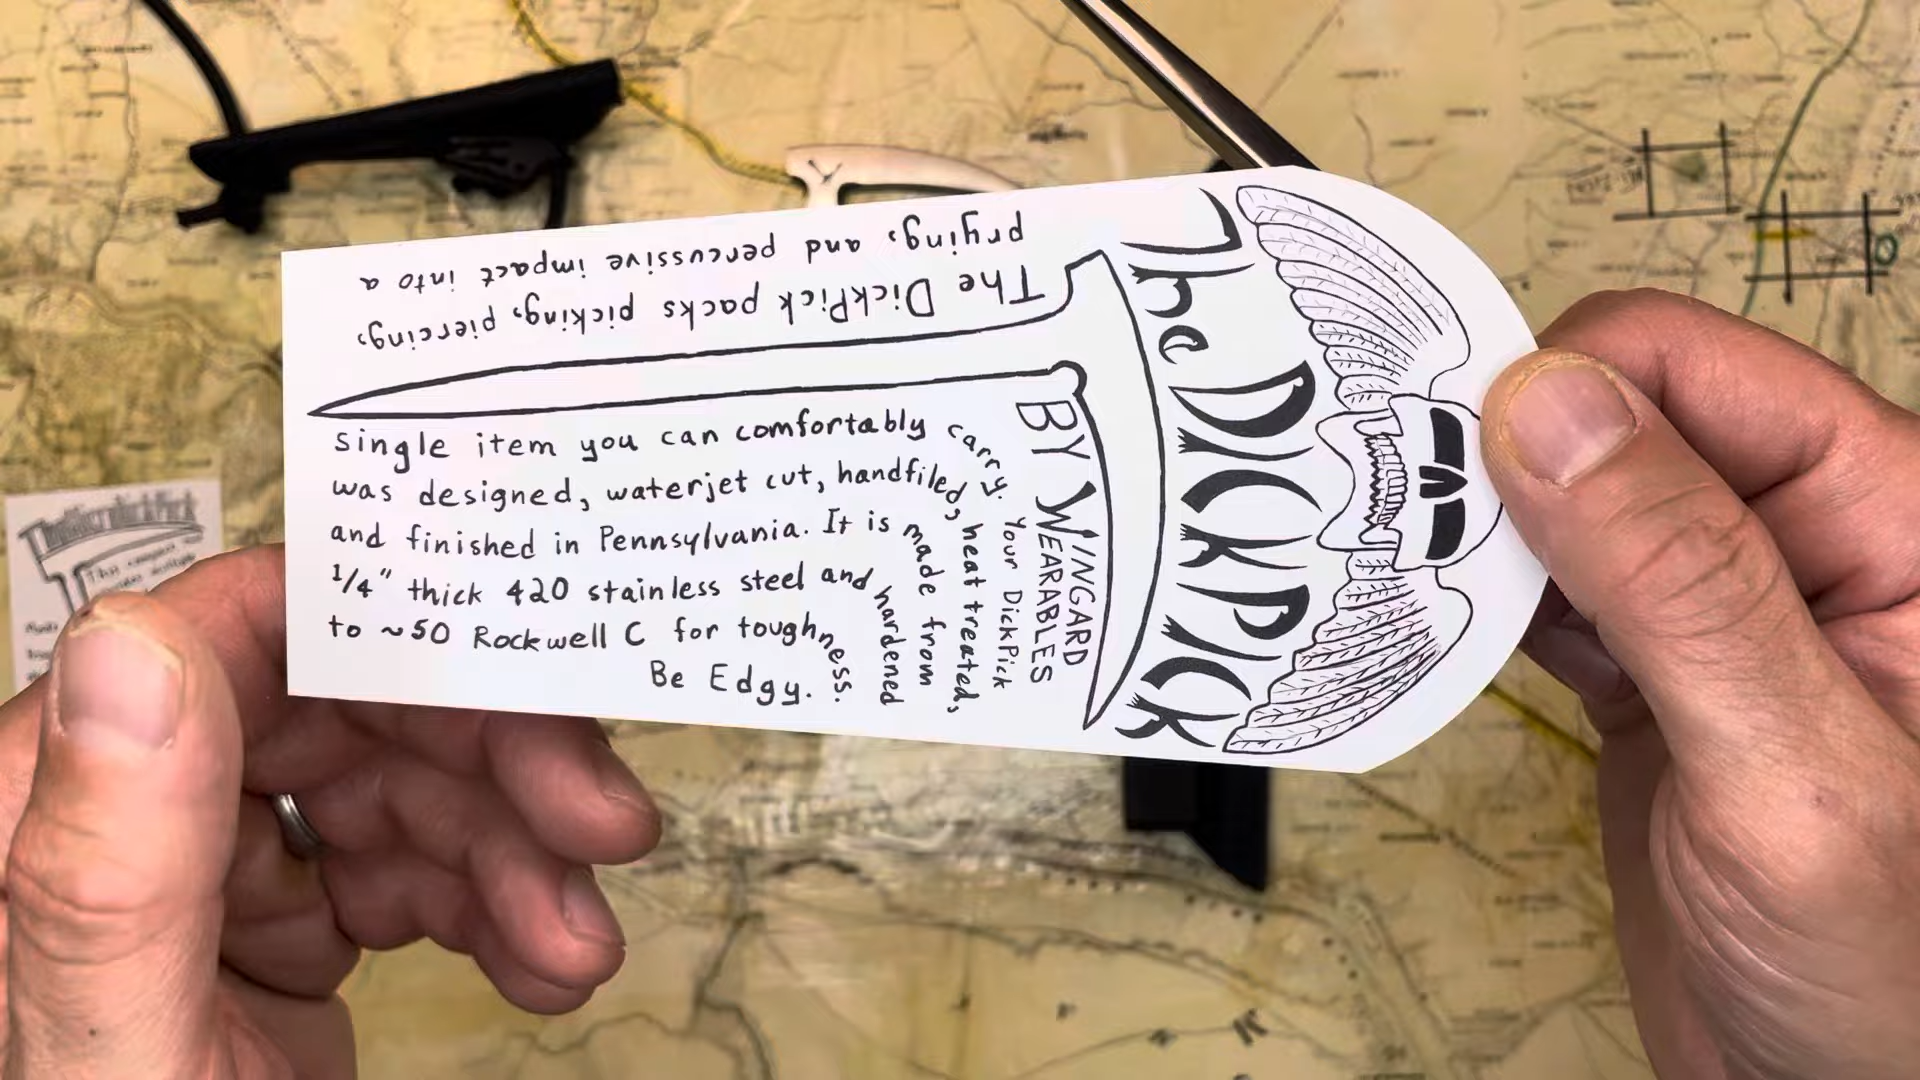 The DICKPICK
BY WINGARD
WEARABLES
The DickPick packs picking, piercing,
prying, and percussive impact into a
single item you can comfortably carry. Your DickPick
was designed, waterjet cut, handfiled, heat treated,
and finished in Pennsylvania. It is made from
1/4" thick 420 stainless steel and hardened
to ~50 Rockwell C for toughness.
Be Edgy.